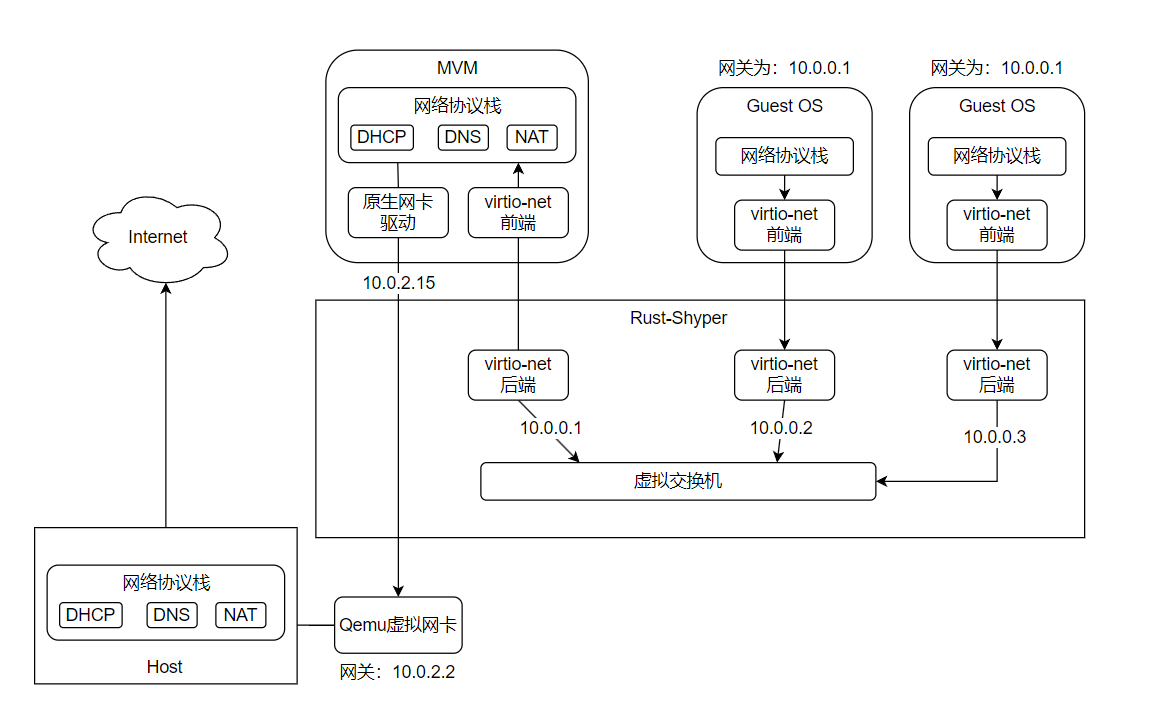 MVM
网络协议栈
DHCP
DNS
NAT
原生网卡
驱动
virtio-net
前端
10.0.2.15
网关为：10.0.0.1
Guest OS
网络协议栈
virtio-net
前端
网关为：10.0.0.1
Guest OS
网络协议栈
virtio-net
前端
Internet
Rust-Shyper
virtio-net
后端
virtio-net
后端
virtio-net
后端
10.0.0.1
10.0.0.2
10.0.0.3
虚拟交换机
网络协议栈
DHCP
DNS
NAT
Host
Qemu虚拟网卡
网关：10.0.2.2